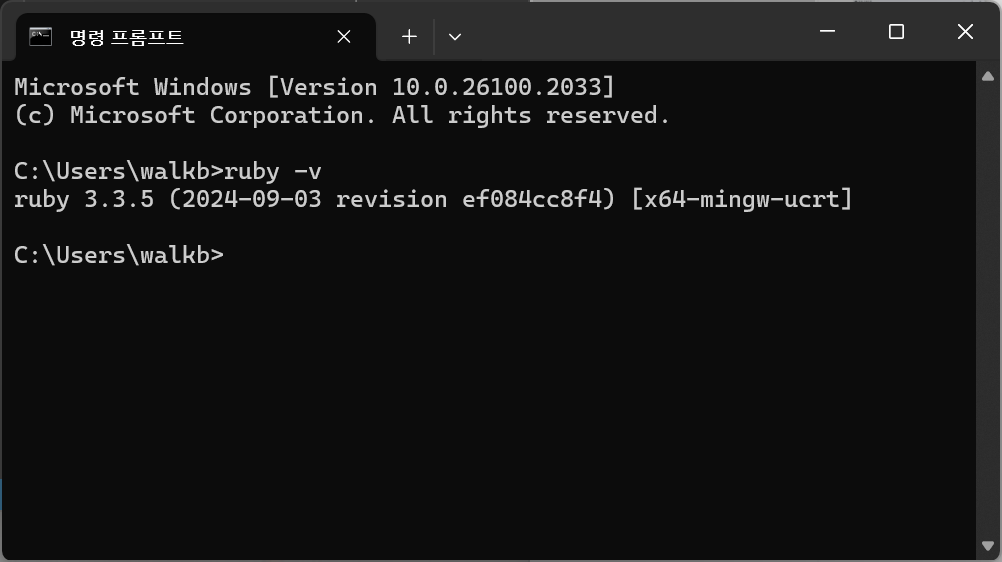 명령 프롬프트
Microsoft Windows [Version 10.0.26100.2033]
(c) Microsoft Corporation. All rights reserved.
C:\Users\walkb>ruby -v
ruby 3.3.5 (2024-09-03 revision ef084cc8f4) [x64-mingw-ucrt]
C:\Users\walkb>